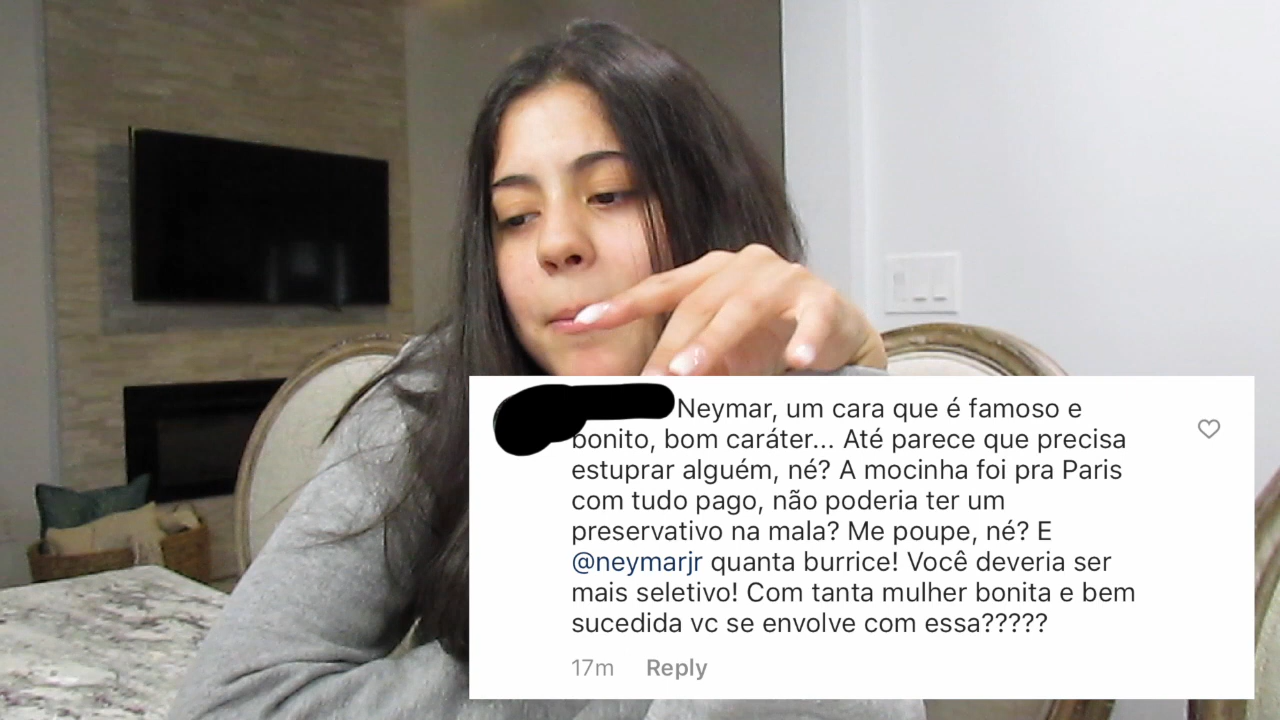 Neymar, um cara que é famoso e
bonito, bom caráter... Até parece que precisa
estuprar alguém, né? A mocinha foi pra Paris
com tudo pago, não poderia ter um
preservativo na mala? Me poupe, né? E
@neymarjr quanta burrice! Você deveria ser
mais seletivo! Com tanta mulher bonita e bem
sucedida vc se envolve com essa?????
17m Reply